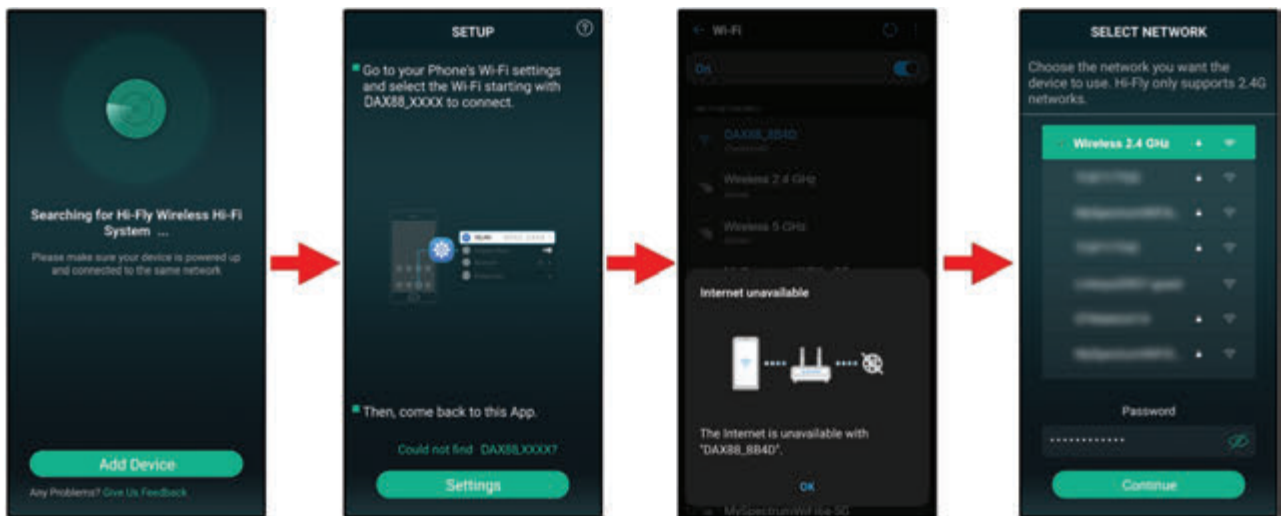 Searching for Hi-Fly Wireless Hi-Fi
System ...
Please make sure your device is powered up
and connected to the same network
Add Device
Any Problems? Give Us Feedback
SETUP
?
Go to your Phone's Wi-Fi settings
and select the Wi-Fi starting with
DAX88_XXXX to connect.
Then, come back to this App.
Could not find DAX88_XXXX?
Settings
Wi-Fi
On
DAX88_8B4D
Wireless 2.4 GHz
Wireless 5 GHz
Internet unavailable
The Internet is unavailable with
"DAX88_8B4D".
OK
SELECT NETWORK
Choose the network you want the
device to use. Hi-Fly only supports 2.4G
networks.
Wireless 2.4 GHz
Password
Continue